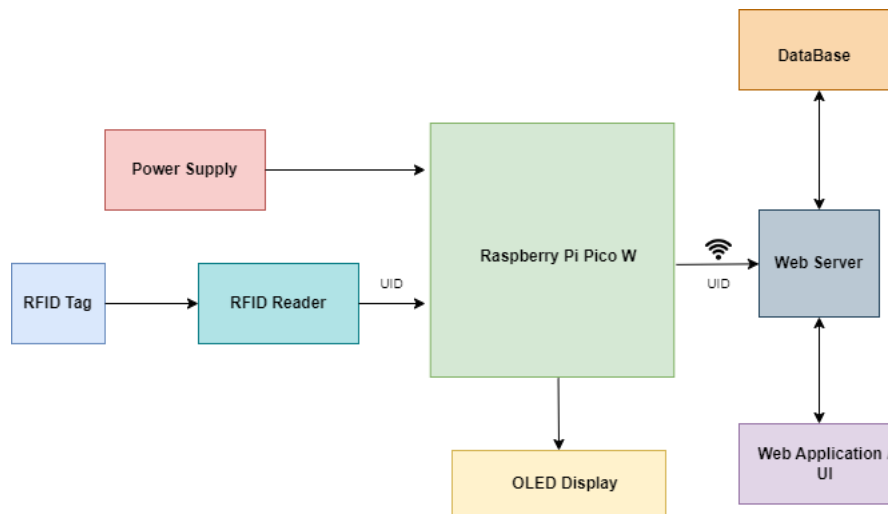 DataBase
Power Supply
Raspberry Pi Pico W
Web Server
UID
RFID Tag
RFID Reader
UID
OLED Display
Web Application /
UI